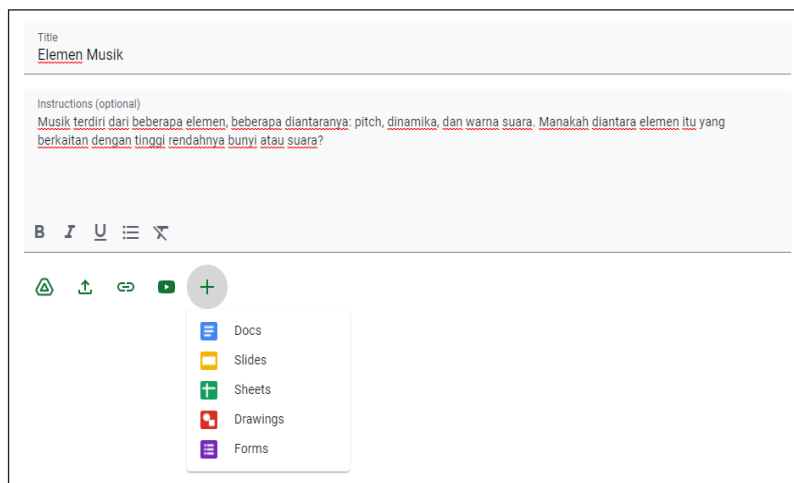 Title
Elemen Musik
Instructions (optional)
Musik terdiri dari beberapa elemen, beberapa diantaranya: pitch, dinamika, dan warna suara. Manakah diantara elemen itu yang
berkaitan dengan tinggi rendahnya bunyi atau suara?
B I U
Docs
Slides
Sheets
Drawings
Forms